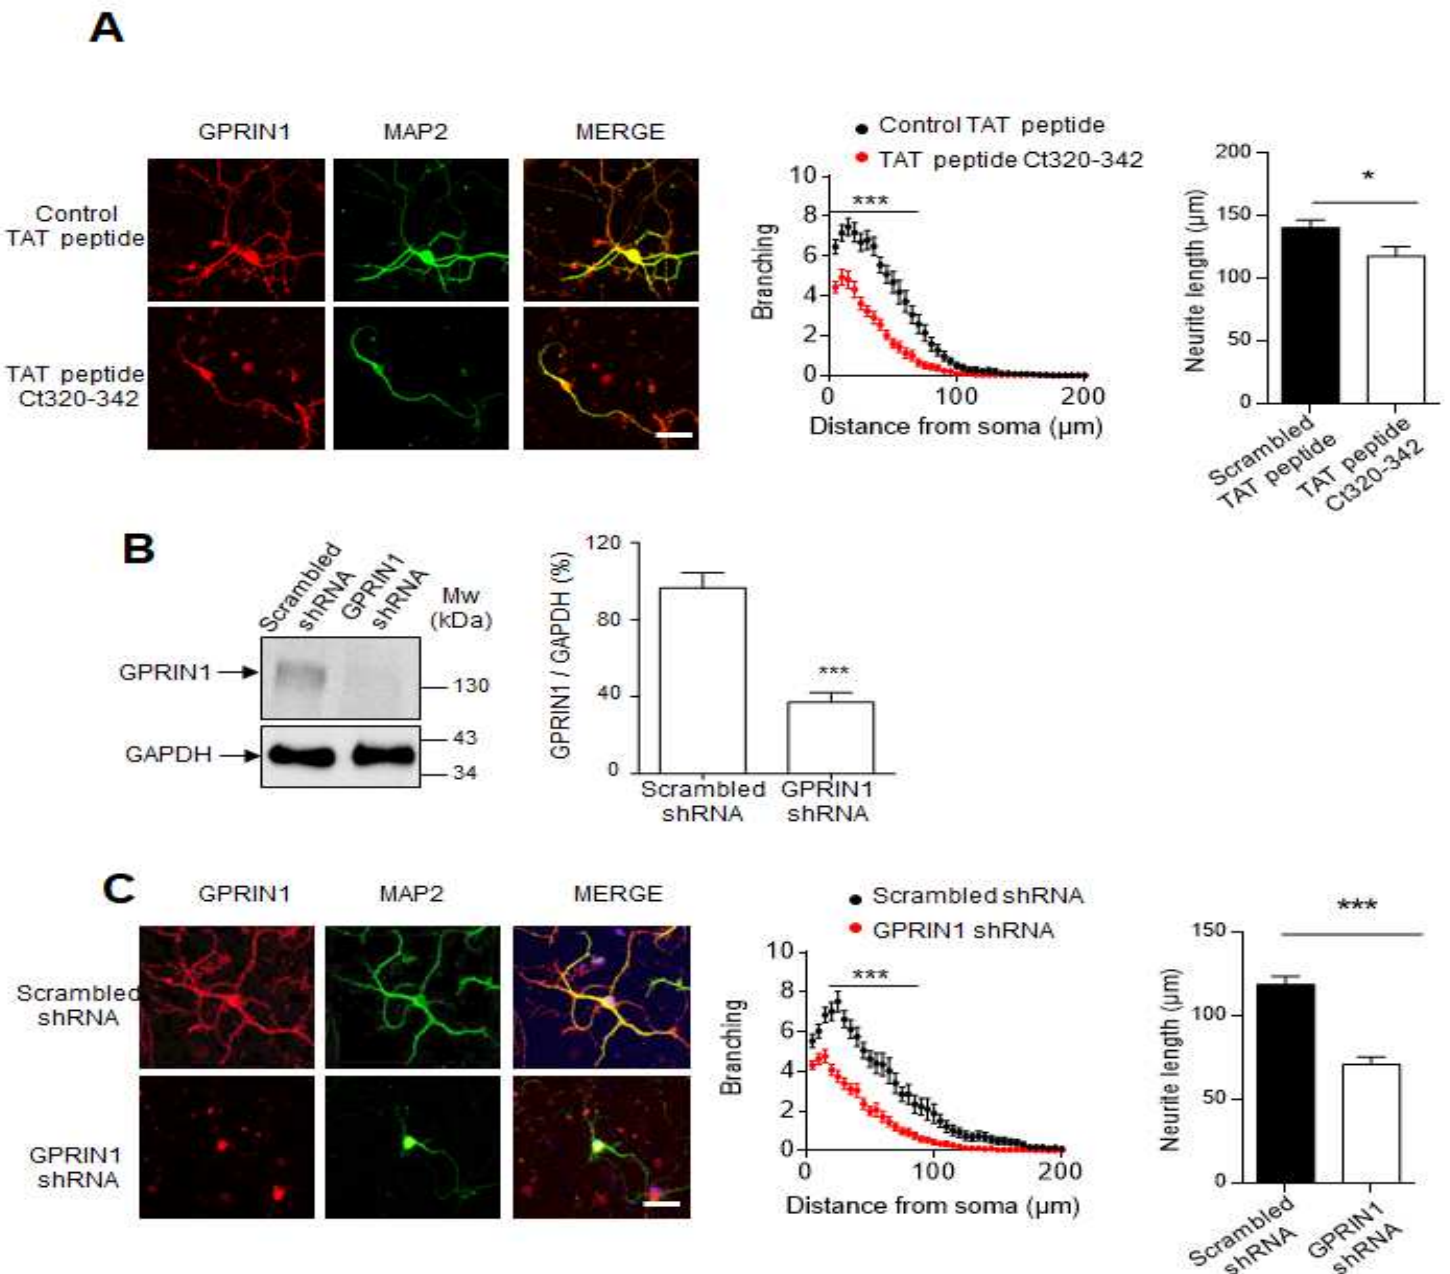 A
GPRIN1 MAP2 MERGE
Control
TAT peptide
TAT peptide
Ct320-342
Control TAT peptide
TAT peptide Ct320-342
Branching
10
8
6
4
2
0
***
0 100 200
Distance from soma (µm)
Neurite length (µm)
200
150
100
50
0
*
Scrambled
TAT peptide
TAT peptide
Ct320-342
B
Scrambled
shRNA
GPRIN1
shRNA
Mw
(kDa)
GPRIN1
130
GAPDH
43
34
GPRIN1 / GAPDH (%)
120
80
40
0
***
Scrambled
shRNA
GPRIN1
shRNA
C
GPRIN1 MAP2 MERGE
Scrambled
shRNA
GPRIN1
shRNA
Scrambled shRNA
GPRIN1 shRNA
Branching
10
8
6
4
2
0
***
0 100 200
Distance from soma (µm)
Neurite length (µm)
150
100
50
0
***
Scrambled
shRNA
GPRIN1
shRNA